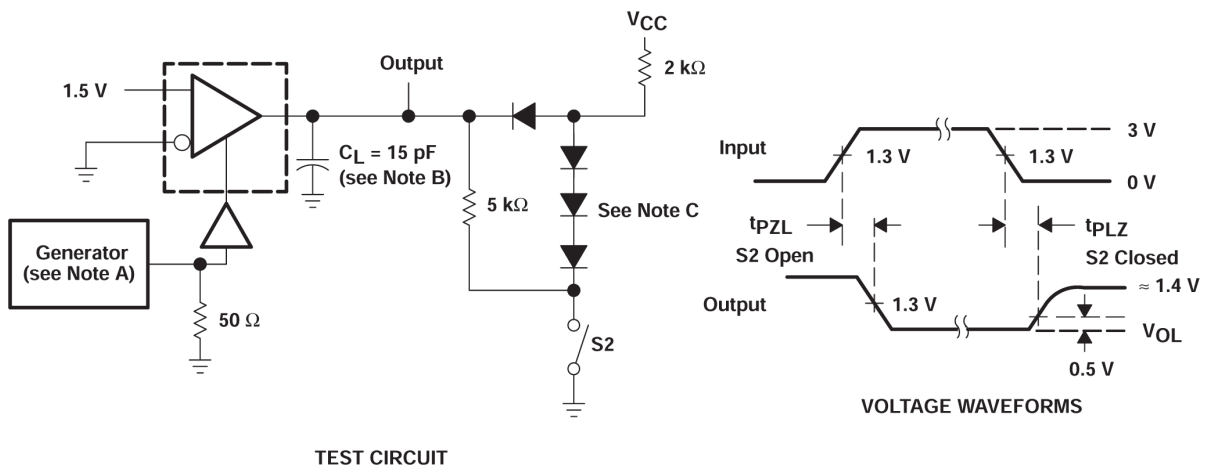 VCC
2 kΩ
Output
1.5 V
CL = 15 pF
(see Note B)
5 kΩ
See Note C
Generator
(see Note A)
50 Ω
S2
TEST CIRCUIT
Input
3 V
1.3 V
1.3 V
0 V
tPZL
tPLZ
S2 Open
S2 Closed
≈ 1.4 V
Output
1.3 V
VOL
0.5 V
VOLTAGE WAVEFORMS